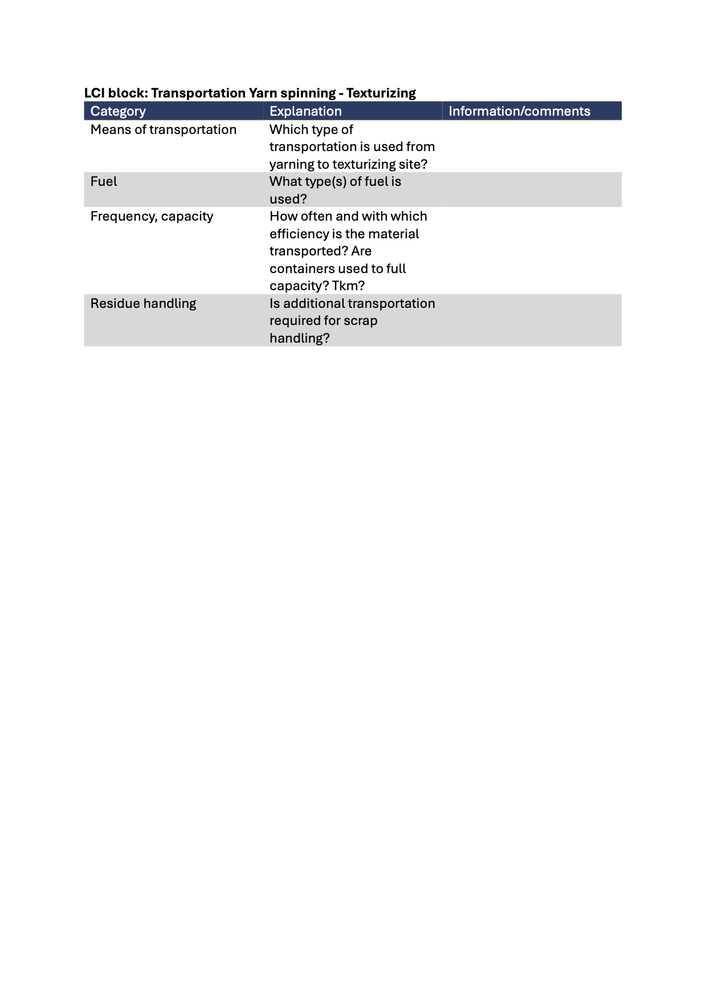 LCI block: Transportation Yarn spinning - Texturizing
Category Explanation Information/comments
Means of transportation Which type of
transportation is used from
yarning to texturizing site?
Fuel What type(s) of fuel is
used?
Frequency, capacity How often and with which
efficiency is the material
transported? Are
containers used to full
capacity? Tkm?
Residue handling Is additional transportation
required for scrap
handling?